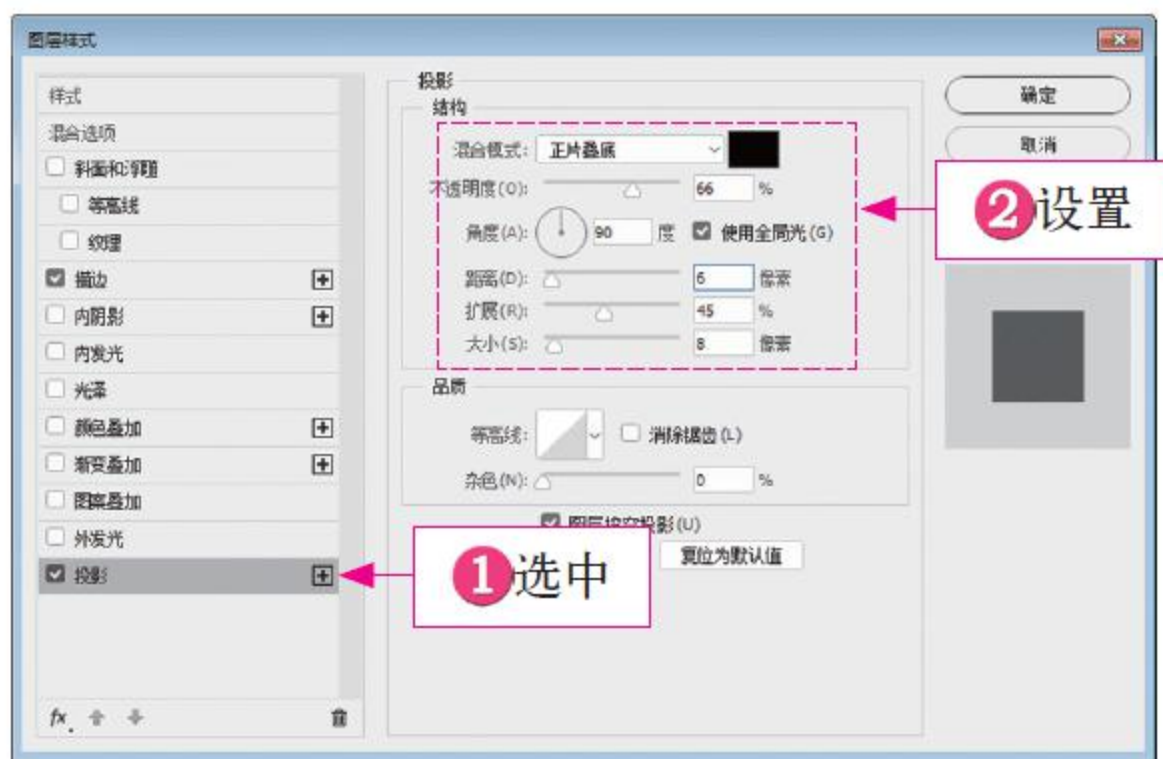 图层样式
样式
混合选项
斜面和浮雕
等高线
纹理
描边
内阴影
内发光
光泽
颜色叠加
渐变叠加
图案叠加
外发光
投影
fx
投影
结构
混合模式: 正片叠底
不透明度(O): 66 %
角度(A): 90 度 使用全局光(G)
距离(D): 6 像素
扩展(R): 45 %
大小(S): 8 像素
品质
等高线: 消除锯齿(L)
杂色(N): 0 %
图层挖空投影(U)
复位为默认值
确定
取消
1选中
2设置